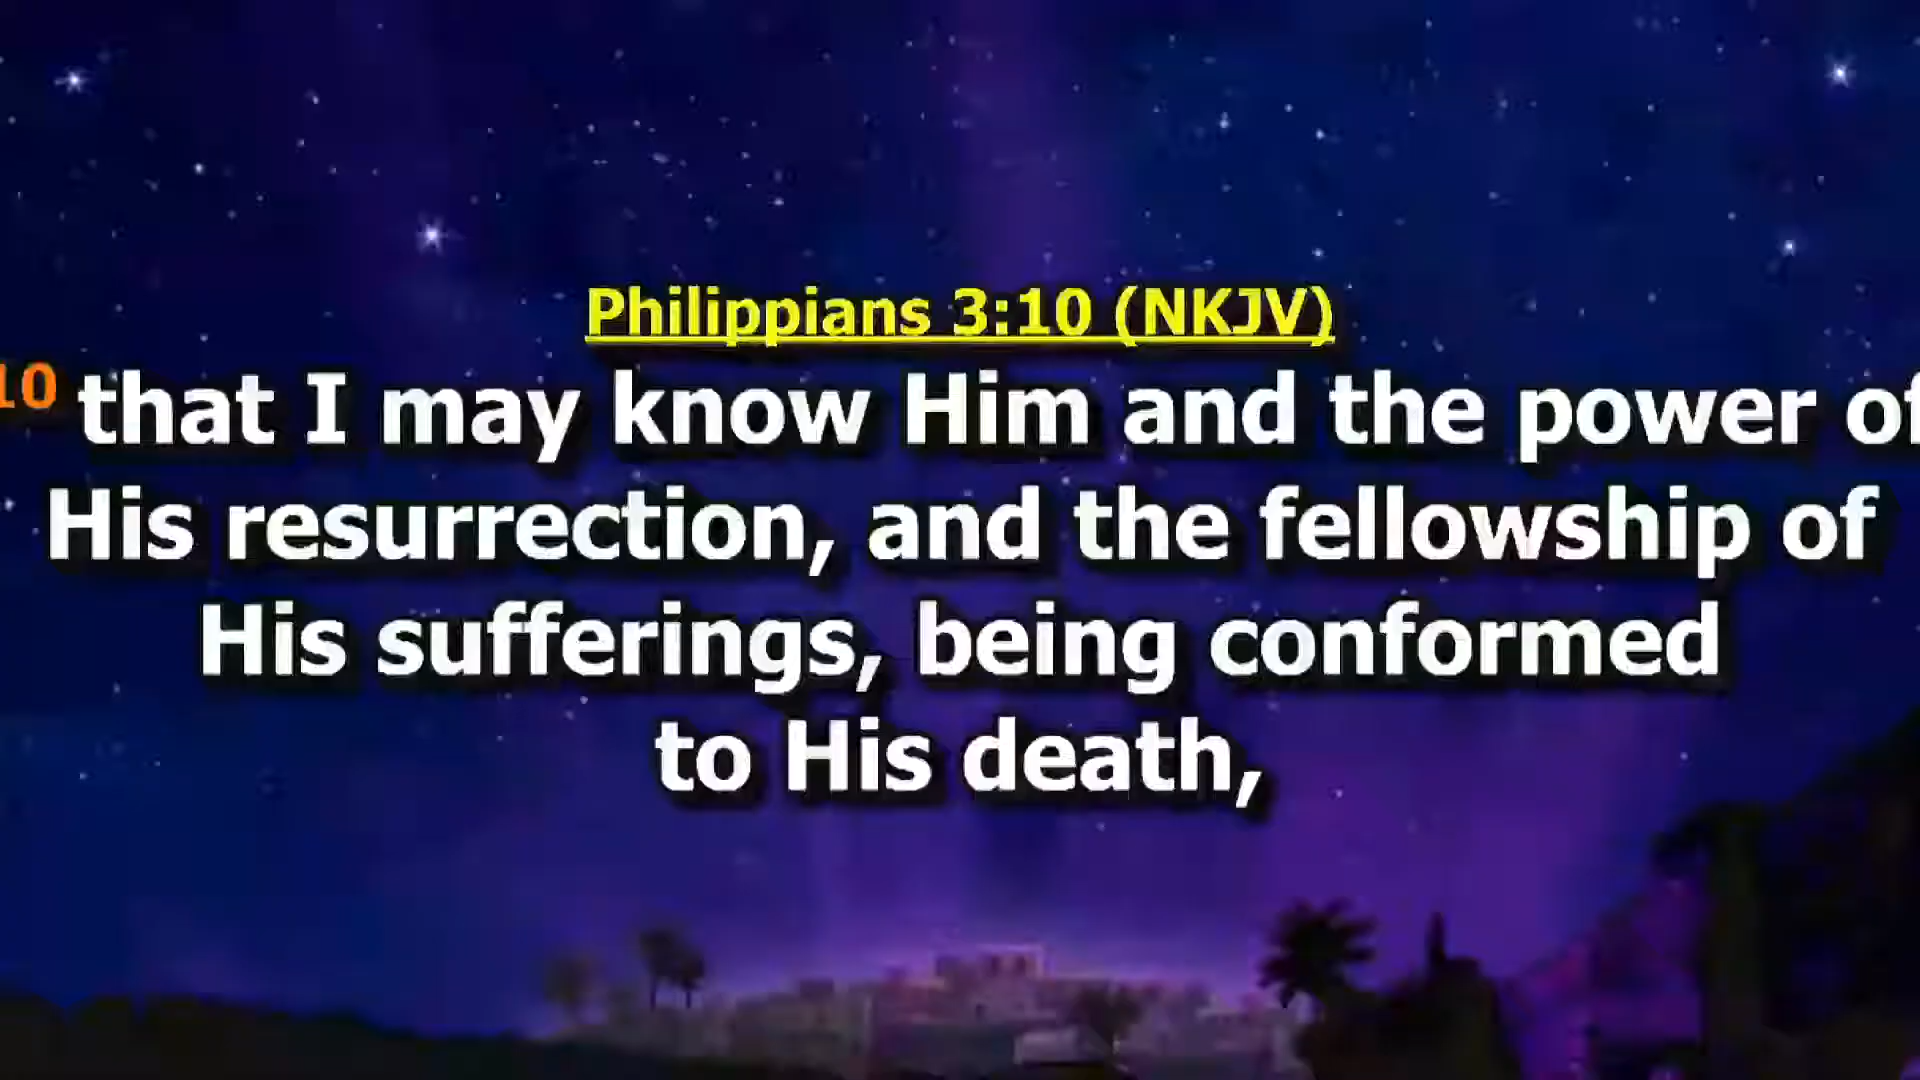 Philippians 3:10 (NKJV)
10 that I may know Him and the power of
His resurrection, and the fellowship of
His sufferings, being conformed
to His death,